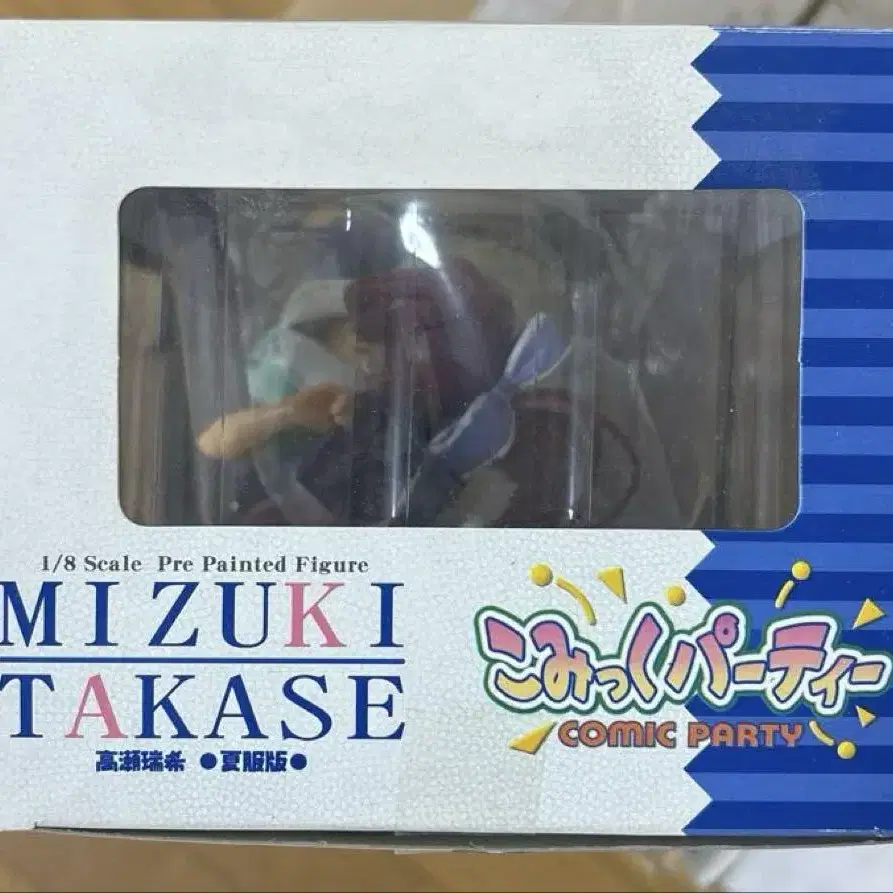 1/8 Scale Pre Painted Figure
MIZUKI
TAKASE
高瀬瑞希 ●夏服版●
こみっくパーティー
COMIC PARTY